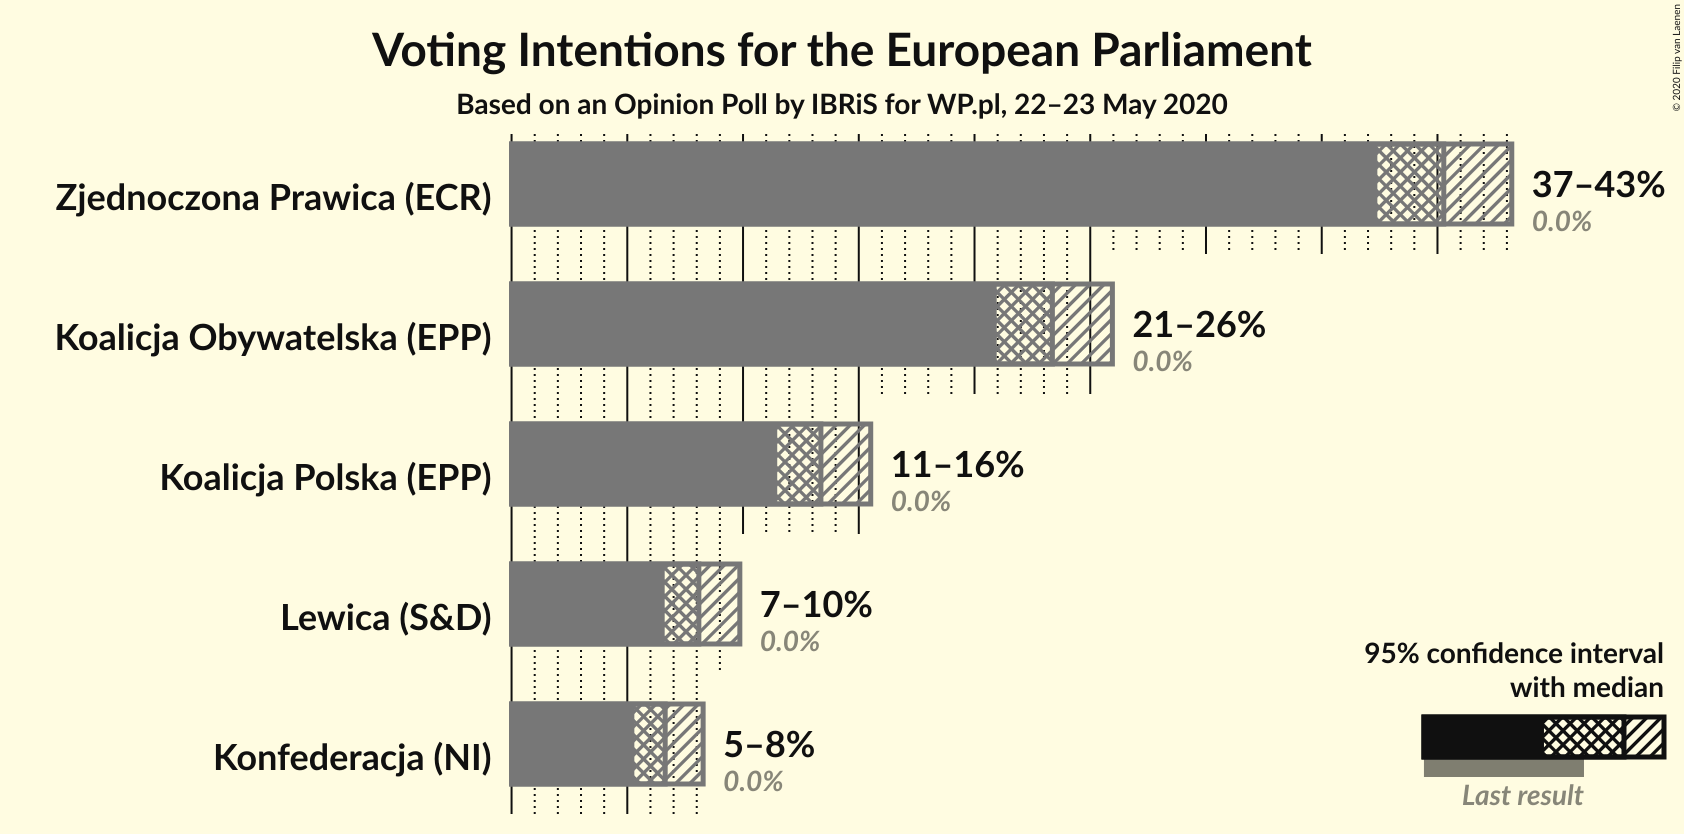 Voting Intentions for the European Parliament
Based on an Opinion Poll by IBRiS for WP.pl, 22–23 May 2020
© 2020 Filip van Laenen
Zjednoczona Prawica (ECR)
37–43%
0.0%
Koalicja Obywatelska (EPP)
21–26%
0.0%
Koalicja Polska (EPP)
11–16%
0.0%
Lewica (S&D)
7–10%
0.0%
Konfederacja (NI)
5–8%
0.0%
95% confidence interval
with median
Last result